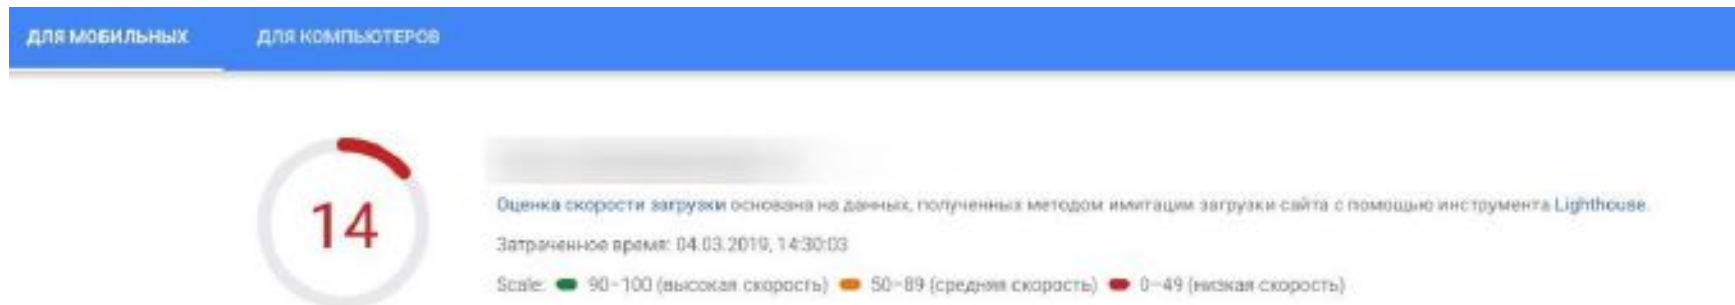 ДЛЯ МОБИЛЬНЫХ ДЛЯ КОМПЬЮТЕРОВ
14
Оценка скорости загрузки основана на данных, полученных методом имитации загрузки сайта с помощью инструмента Lighthouse.
Затраченное время: 04.03.2019, 14:30:03
Scale: 90–100 (высокая скорость) 50–89 (средняя скорость) 0–49 (низкая скорость)